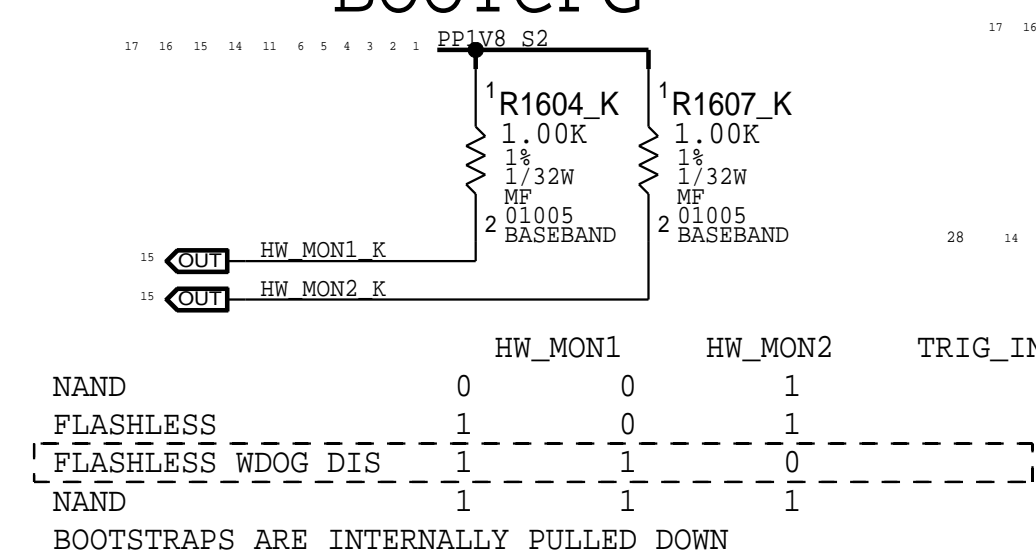 BOOTCFG
17 16
17 16 15 14 11 6 5 4 3 2 1 PP1V8 S2
1 R1604_K 1 R1607_K
1.00K 1.00K
1% 1%
1/32W 1/32W
MF MF
2 01005 2 01005
BASEBAND BASEBAND
28 14
15 OUT HW_MON1_K
15 OUT HW_MON2_K
HW_MON1 HW_MON2 TRIG_IN
NAND 0 0 1
FLASHLESS 1 0 1
FLASHLESS WDOG DIS 1 1 0
NAND 1 1 1
BOOTSTRAPS ARE INTERNALLY PULLED DOWN